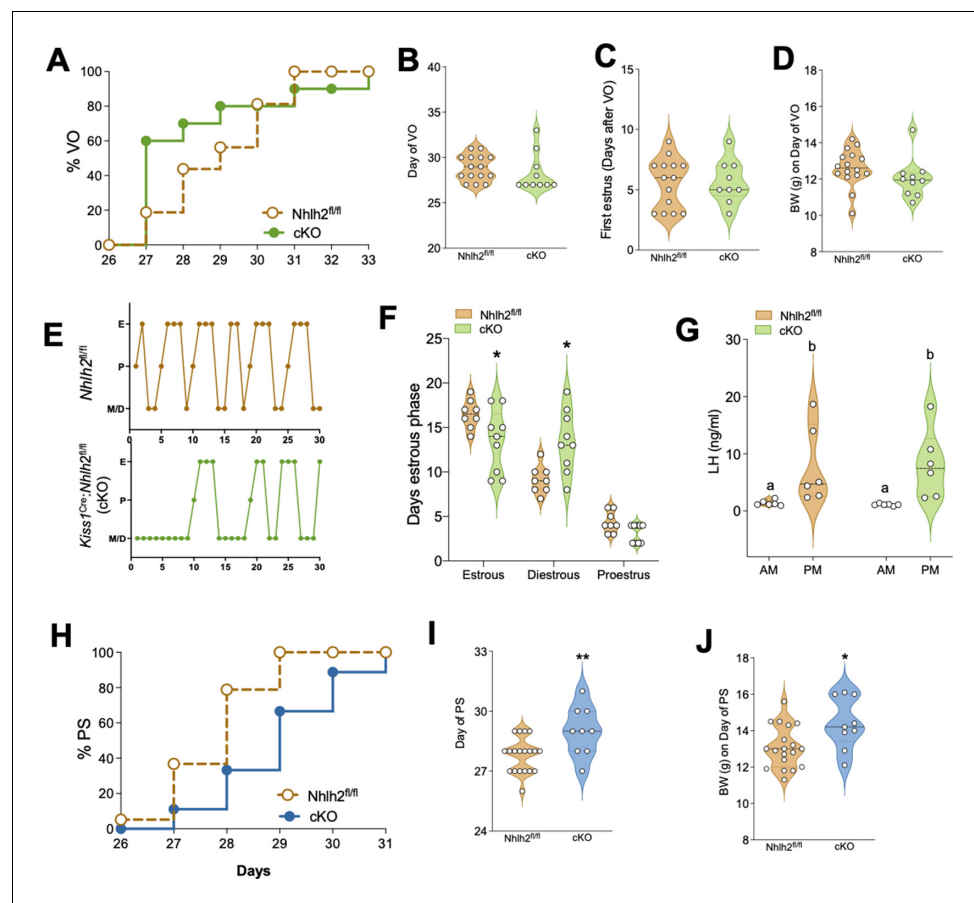 A
% VO
100
80
60
40
20
0
26 27 28 29 30 31 32 33
Nhlh2fl/fl
cKO
B
Day of VO
40
35
30
25
20
Nhlh2fl/fl cKO
C
First estrus (Days after VO)
15
10
5
0
Nhlh2fl/fl cKO
D
BW (g) on Day of VO
18
16
14
12
10
8
Nhlh2fl/fl cKO
E
Nhlh2fl/fl
E
P
M/D
0 5 10 15 20 25 30
Kiss1Cre:Nhlh2fl/fl
(cKO)
E
P
M/D
0 5 10 15 20 25 30
F
Nhlh2fl/fl
cKO
Days estrous phase
25
20
15
10
5
0
* *
Estrous Diestrous Proestrus
G
Nhlh2fl/fl
cKO
LH (ng/ml)
30
20
10
0
a b a b
AM PM AM PM
H
% PS
100
80
60
40
20
0
26 27 28 29 30 31
Nhlh2fl/fl
cKO
Days
I
Day of PS
33
30
27
24
**
Nhlh2fl/fl cKO
J
BW (g) on Day of PS
18
16
14
12
10
8
*
Nhlh2fl/fl cKO